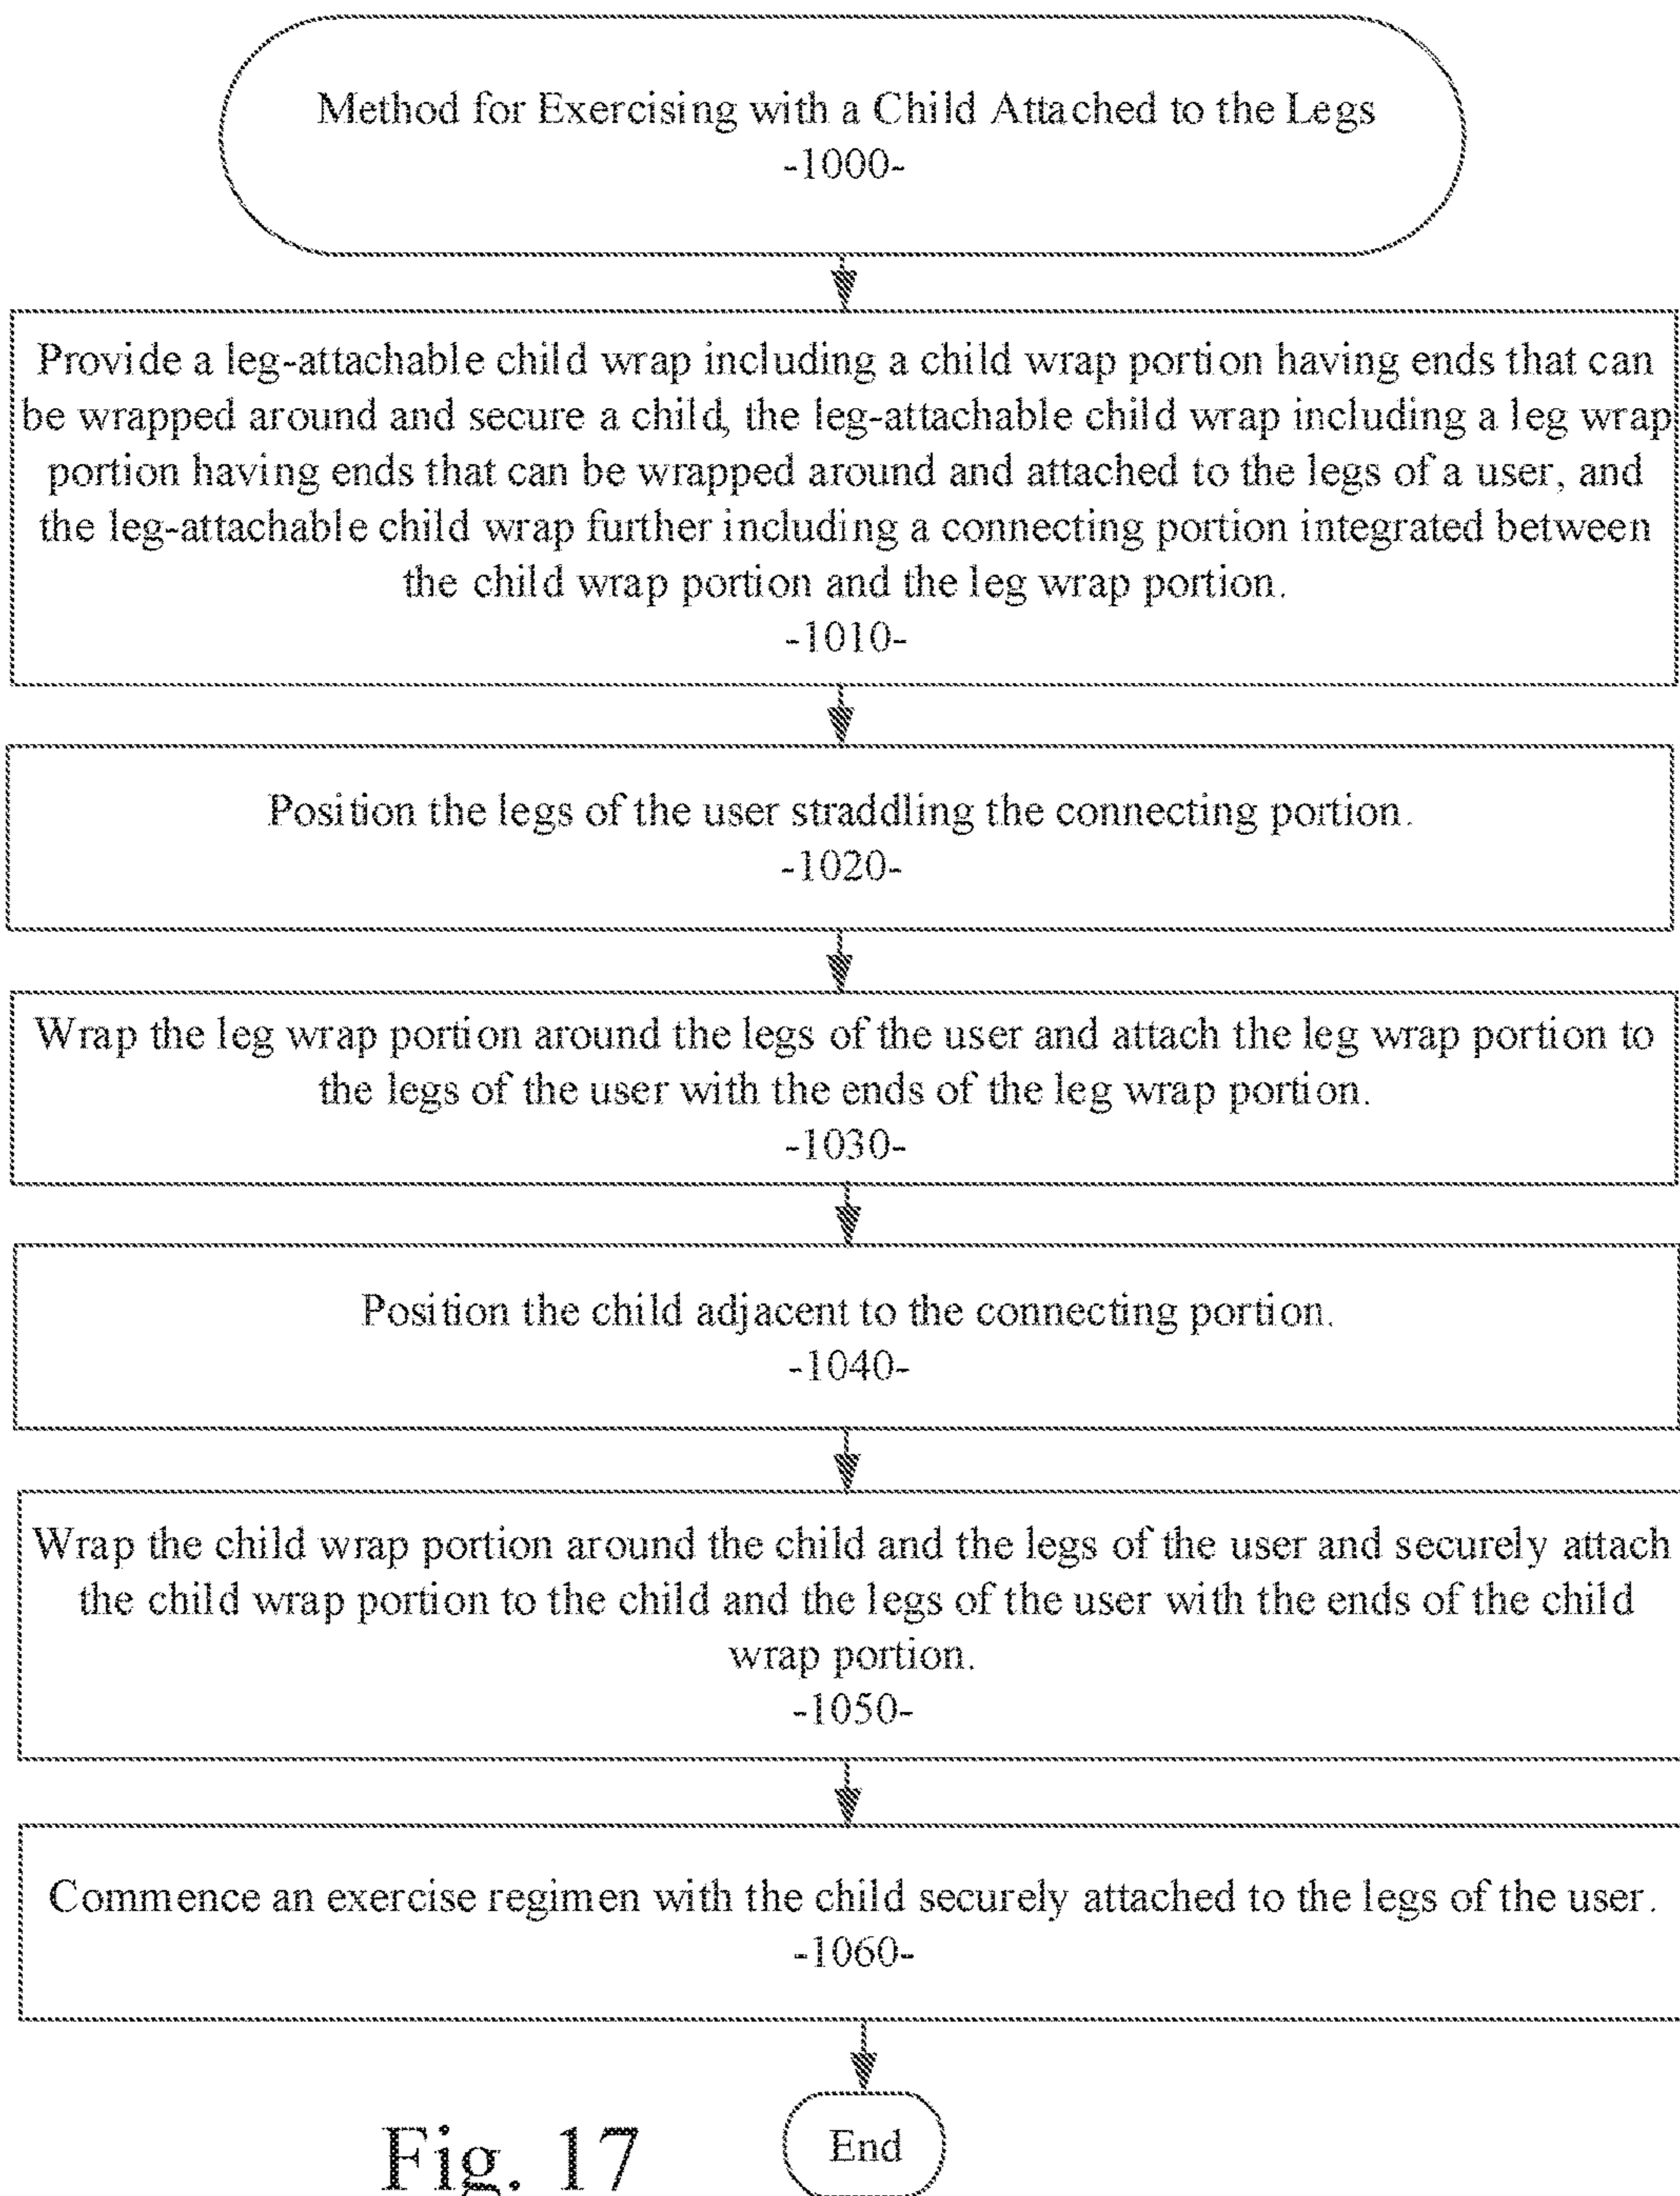 Method for Exercising with a Child Attached to the Legs
-1000-
Provide a leg-attachable child wrap including a child wrap portion having ends that can
be wrapped around and secure a child, the leg-attachable child wrap including a leg wrap
portion having ends that can be wrapped around and attached to the legs of a user, and
the leg-attachable child wrap further including a connecting portion integrated between
the child wrap portion and the leg wrap portion.
-1010-
Position the legs of the user straddling the connecting portion.
-1020-
Wrap the leg wrap portion around the legs of the user and attach the leg wrap portion to
the legs of the user with the ends of the leg wrap portion.
-1030-
Position the child adjacent to the connecting portion.
-1040-
Wrap the child wrap portion around the child and the legs of the user and securely attach
the child wrap portion to the child and the legs of the user with the ends of the child
wrap portion.
-1050-
Commence an exercise regimen with the child securely attached to the legs of the user.
-1060-
End
Fig. 17